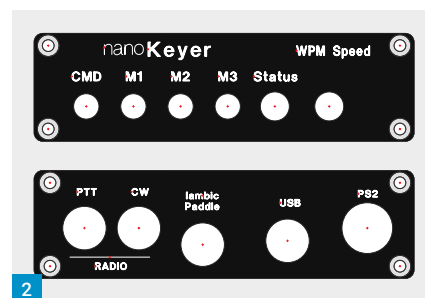 nanoKeyer WPM Speed
CMD M1 M2 M3 Status
PTT CW Iambic Paddle USB PS2
RADIO
2